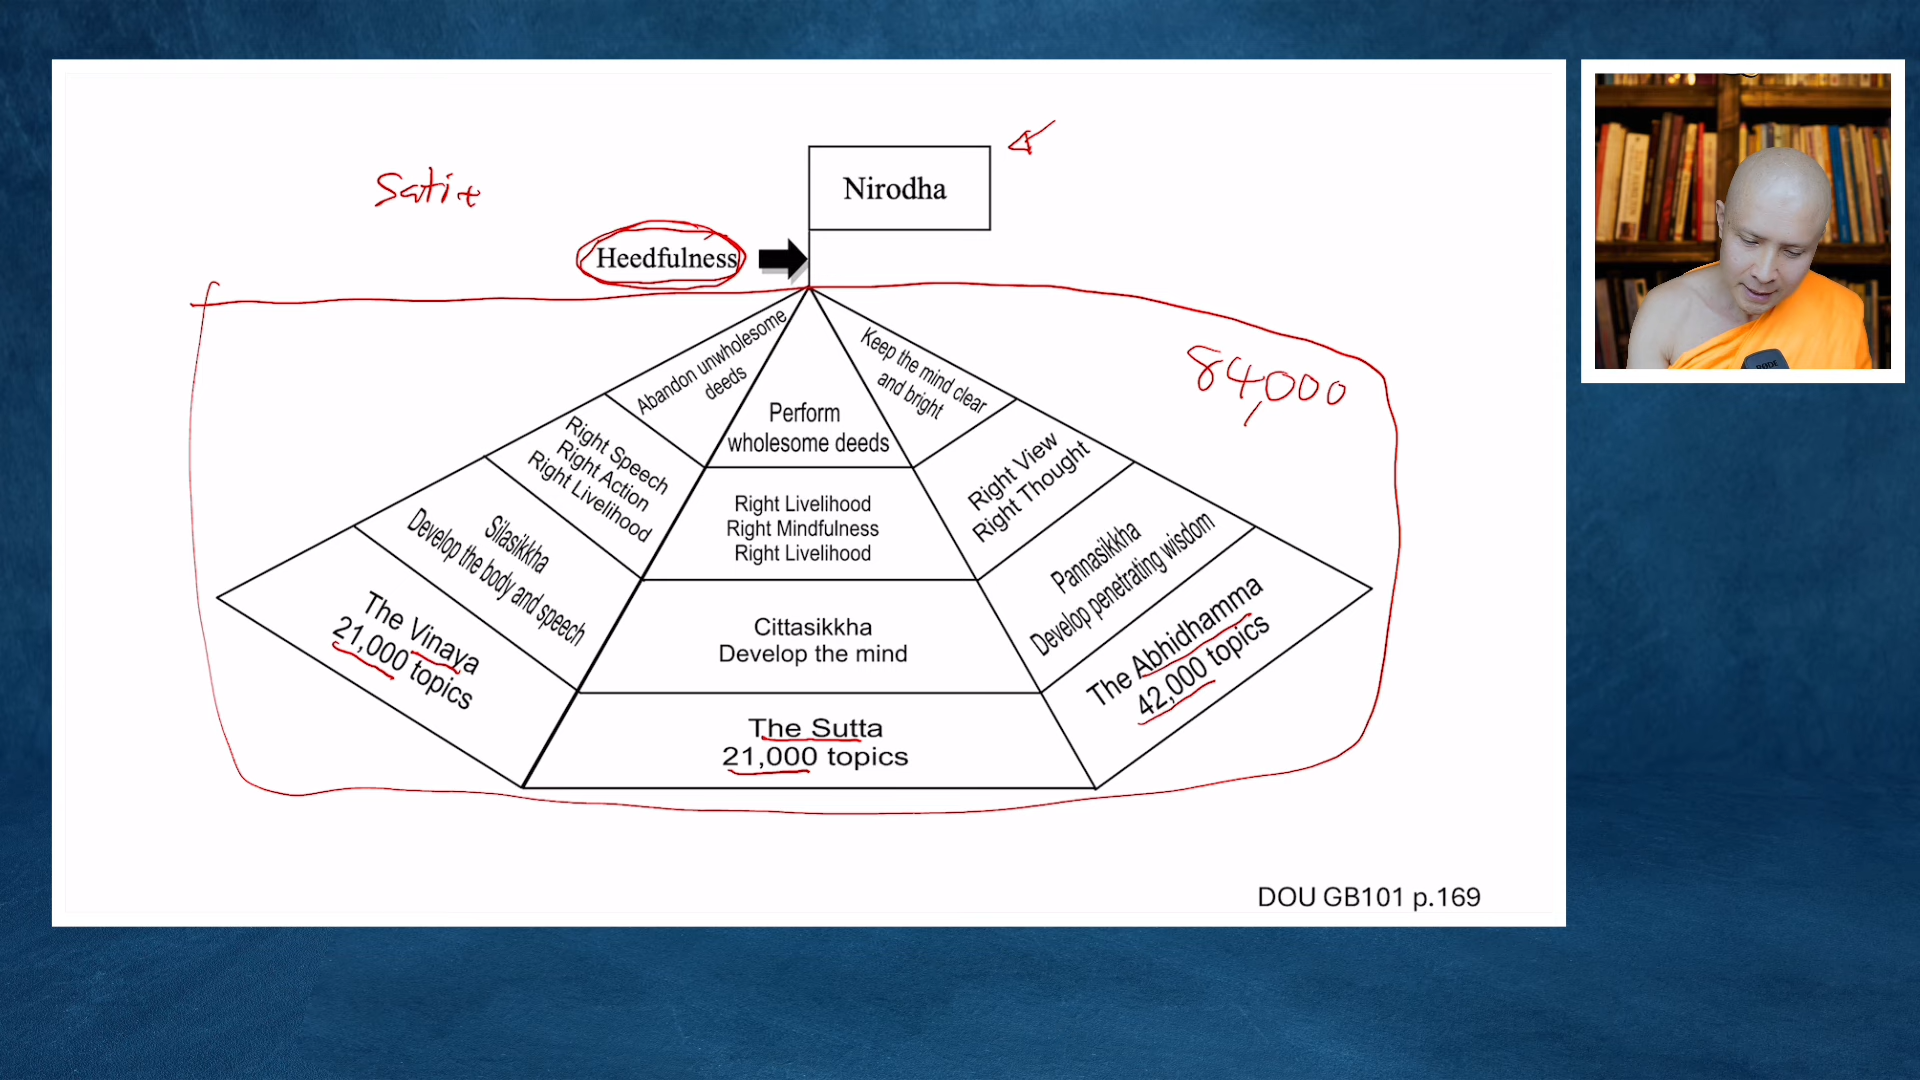 Nirodha
Sati +
Heedfulness
84,000
Abandon unwholesome
deeds
Perform
wholesome deeds
Keep the mind clear
and bright
Right Speech
Right Action
Right Livelihood
Right Livelihood
Right Mindfulness
Right Livelihood
Right View
Right Thought
Silasikkha
Develop the body and speech
Cittasikkha
Develop the mind
Pannasikkha
Develop penetrating wisdom
The Vinaya
21,000 topics
The Sutta
21,000 topics
The Abhidhamma
42,000 topics
DOU GB101 p.169
RODE